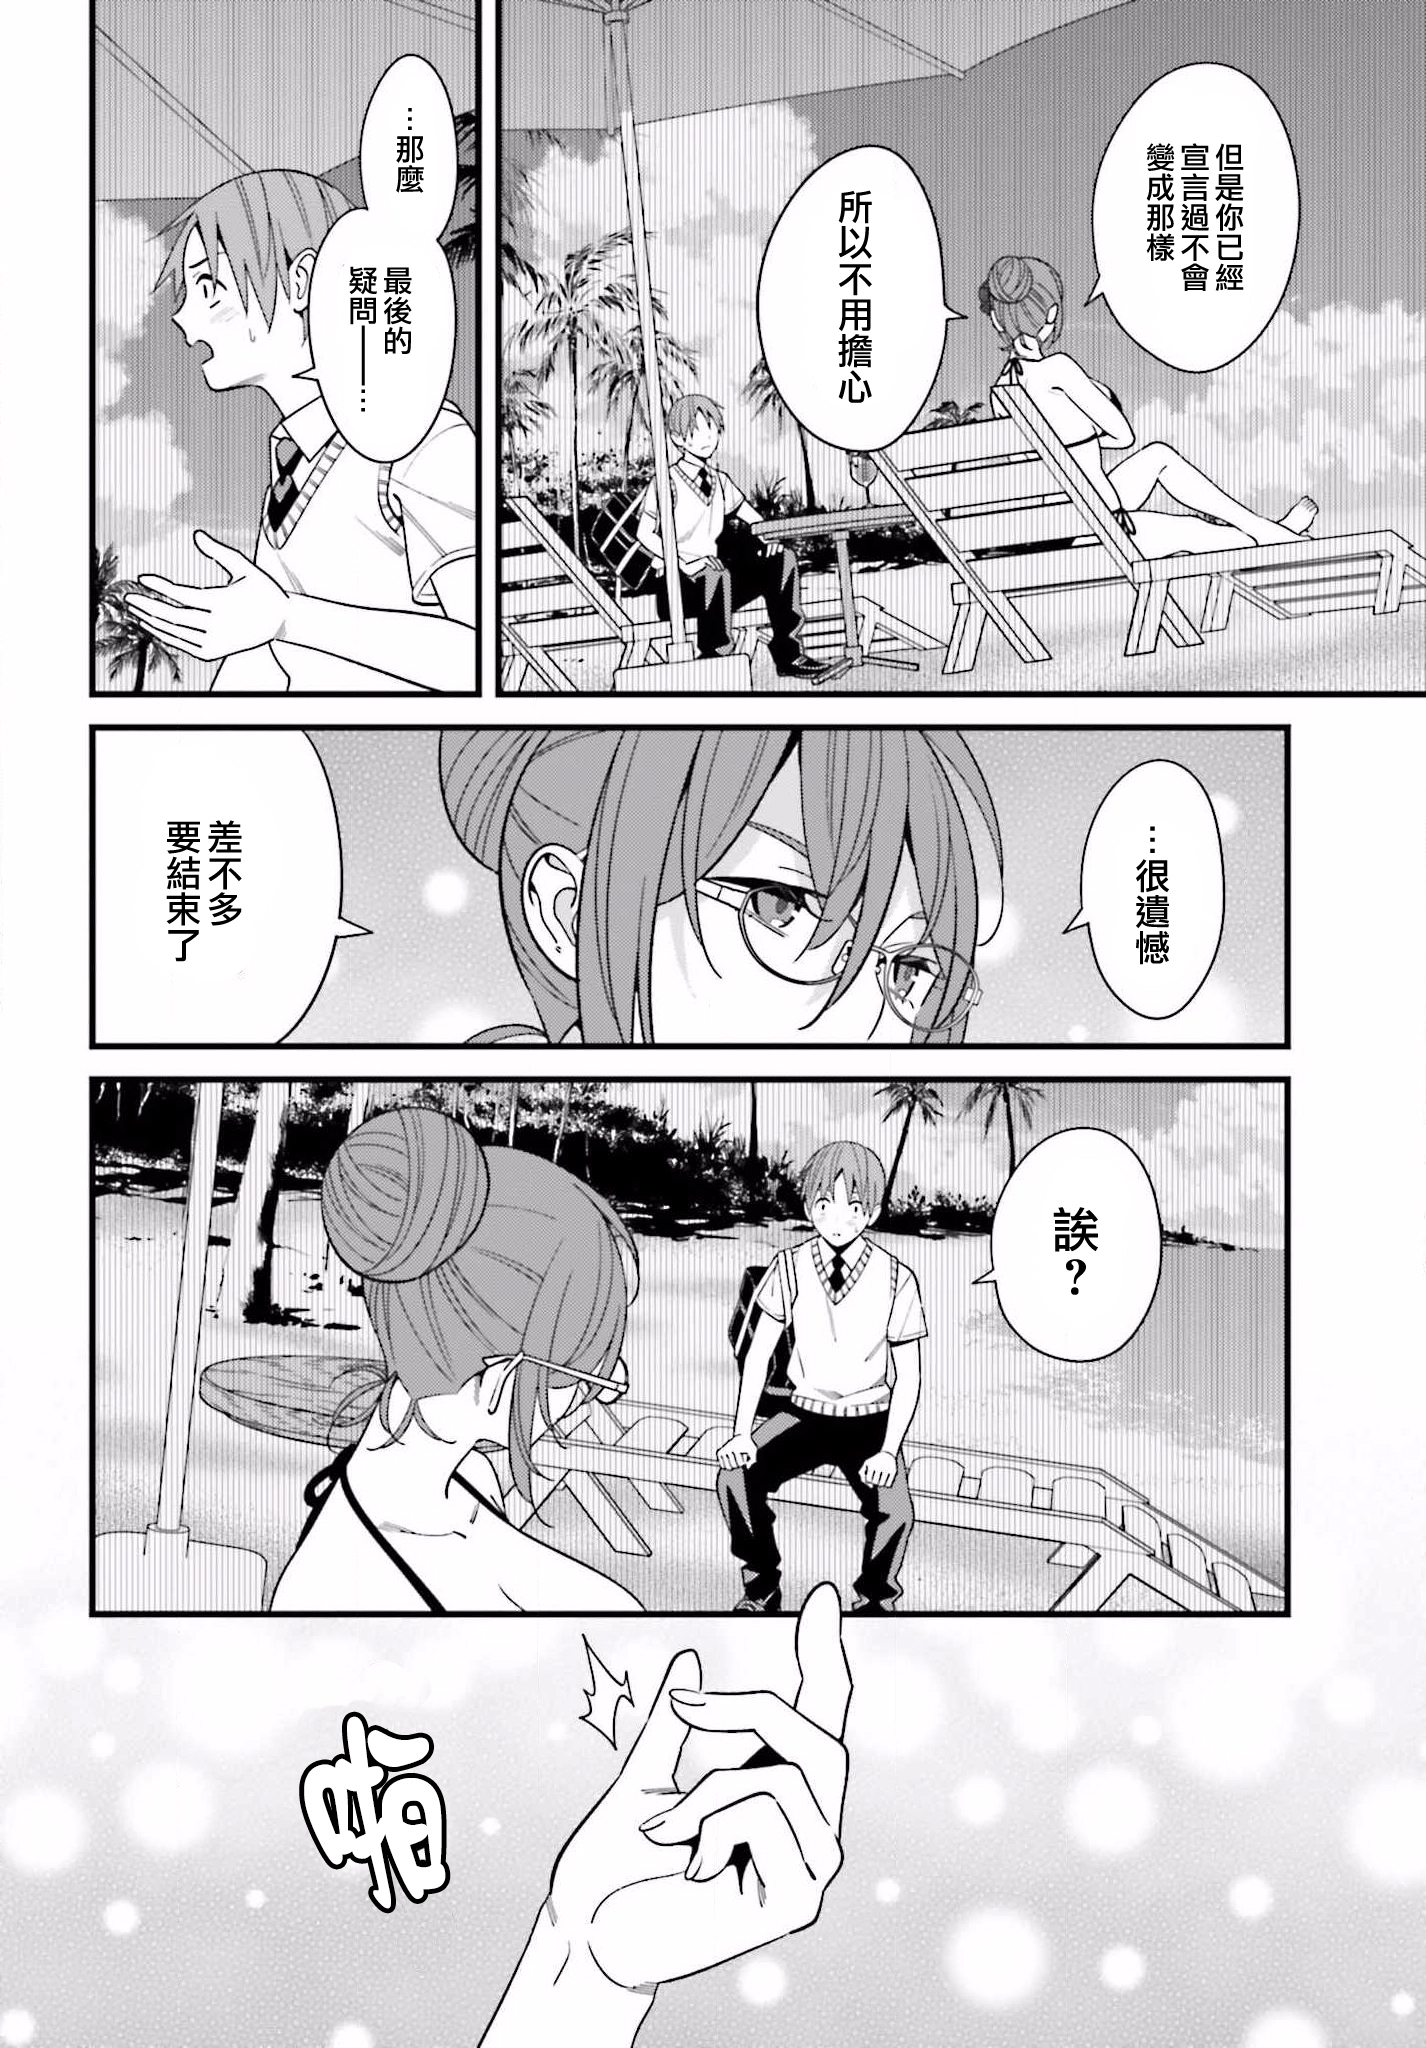 但是你已經
宣言過不會
變成那樣
所以不用擔心
…那麼
最後的
疑問——…
…很遺憾
差不多
要結束了
誒？
啪